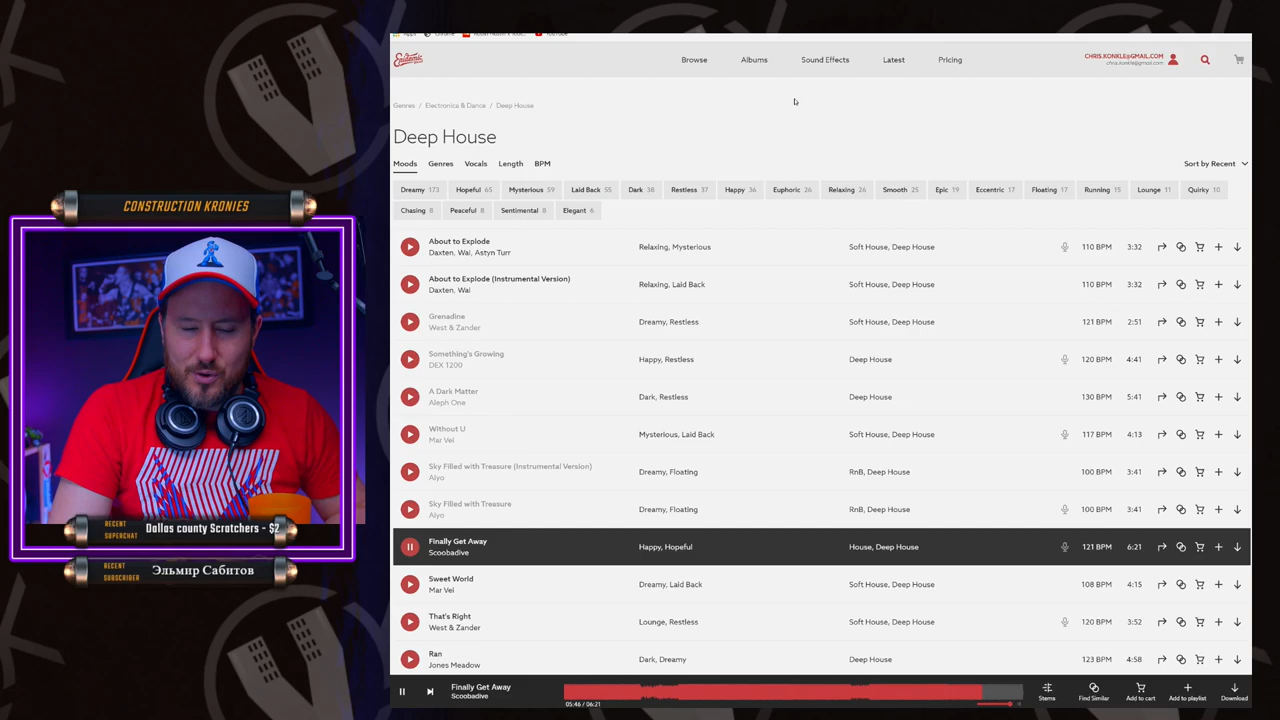 Apps Chrome YouTube
Epidemic
Browse Albums Sound Effects Latest Pricing
CHRIS.KONKLE@GMAIL.COM
chris.konkle@gmail.com
Genres / Electronica & Dance / Deep House
Deep House
Moods Genres Vocals Length BPM Sort by Recent
Dreamy 173 Hopeful 65 Mysterious 59 Laid Back 55 Dark 38 Restless 37 Happy 36 Euphoric 26 Relaxing 26 Smooth 25 Epic 19 Eccentric 17 Floating 17 Running 15 Lounge 11 Quirky 10
Chasing 8 Peaceful 8 Sentimental 8 Elegant 6
About to Explode
Daxten, Wai, Astyn Turr
Relaxing, Mysterious Soft House, Deep House 110 BPM 3:32
About to Explode (Instrumental Version)
Daxten, Wai
Relaxing, Laid Back Soft House, Deep House 110 BPM 3:32
Grenadine
West & Zander
Dreamy, Restless Soft House, Deep House 121 BPM 2:51
Something's Growing
DEX 1200
Happy, Restless Deep House 120 BPM 4:41
A Dark Matter
Aleph One
Dark, Restless Deep House 130 BPM 5:41
Without U
Mar Vei
Mysterious, Laid Back Soft House, Deep House 117 BPM 4:13
Sky Filled with Treasure (Instrumental Version)
Aiyo
Dreamy, Floating RnB, Deep House 100 BPM 3:41
Sky Filled with Treasure
Aiyo
Dreamy, Floating RnB, Deep House 100 BPM 3:41
Finally Get Away
Scoobadive
Happy, Hopeful House, Deep House 121 BPM 6:21
Sweet World
Mar Vei
Dreamy, Laid Back Soft House, Deep House 108 BPM 4:15
That's Right
West & Zander
Lounge, Restless Soft House, Deep House 120 BPM 3:52
Ran
Jones Meadow
Dark, Dreamy Deep House 123 BPM 4:58
Finally Get Away
Scoobadive
05:46 / 06:21
Stems Find Similar Add to cart Add to playlist Download
CONSTRUCTION KRONIES
RECENT
SUPERCHAT
Dallas county Scratchers - $2
RECENT
SUBSCRIBER
Эльмир Сабитов